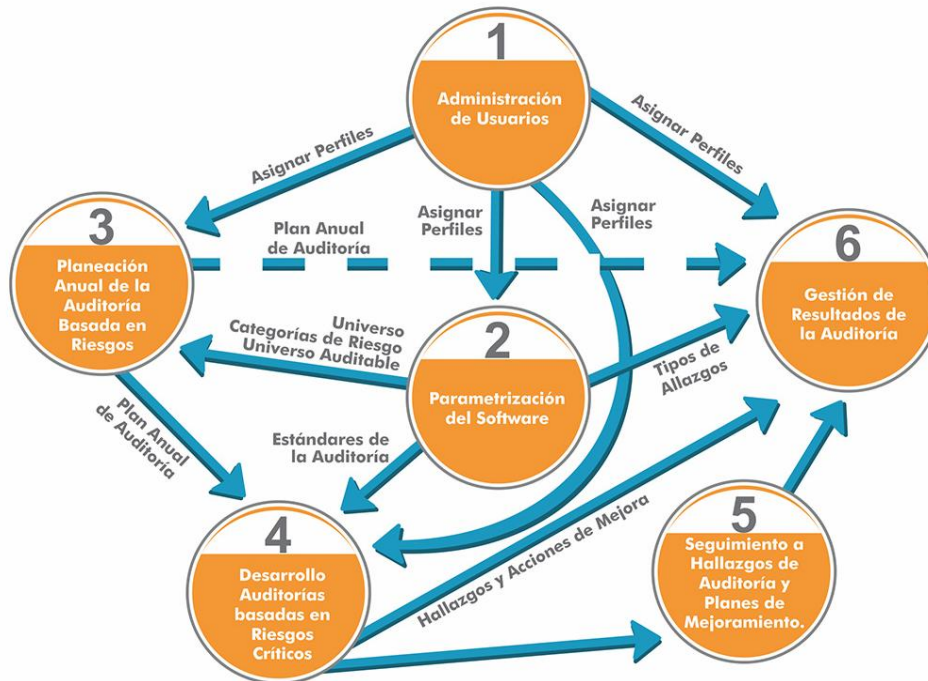 1
Administración
de Usuarios
Asignar Perfiles
Asignar Perfiles
Asignar
Perfiles
Asignar
Perfiles
3
Planeación
Anual de la
Auditoría
Basada en
Riesgos
Plan Anual
de Auditoría
6
Gestión de
Resultados de
la Auditoría
Universo
Categorías de Riesgo
Universo Auditable
2
Parametrización
del Software
Tipos de
Allazgos
Plan Anual
de Auditoría
Estándares de
la Auditoría
4
Desarrollo
Auditorías
basadas en
Riesgos
Críticos
Hallazgos y Acciones de Mejora
5
Seguimiento a
Hallazgos de
Auditoría y
Planes de
Mejoramiento.